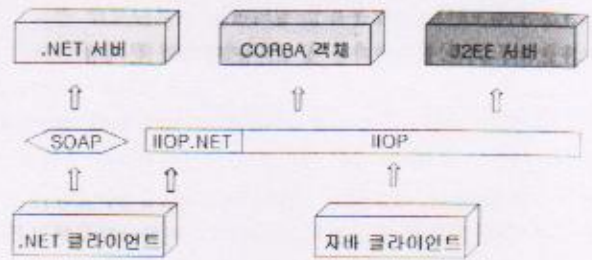 .NET 서버
CORBA 객체
J2EE 서버
SOAP
IIOP.NET
IIOP
.NET 클라이언트
자바 클라이언트